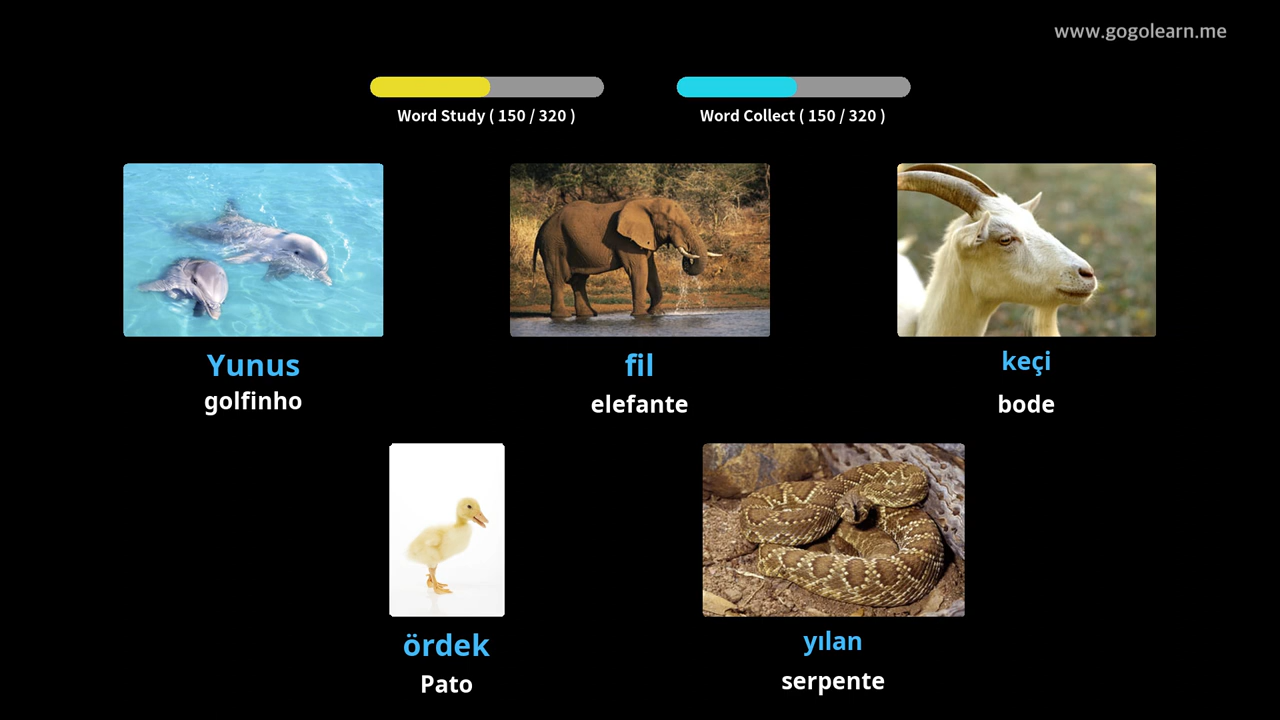 www.gogolearn.me
Word Study ( 150 / 320 )
Word Collect ( 150 / 320 )
Yunus
golfinho
fil
elefante
keçi
bode
ördek
Pato
yılan
serpente